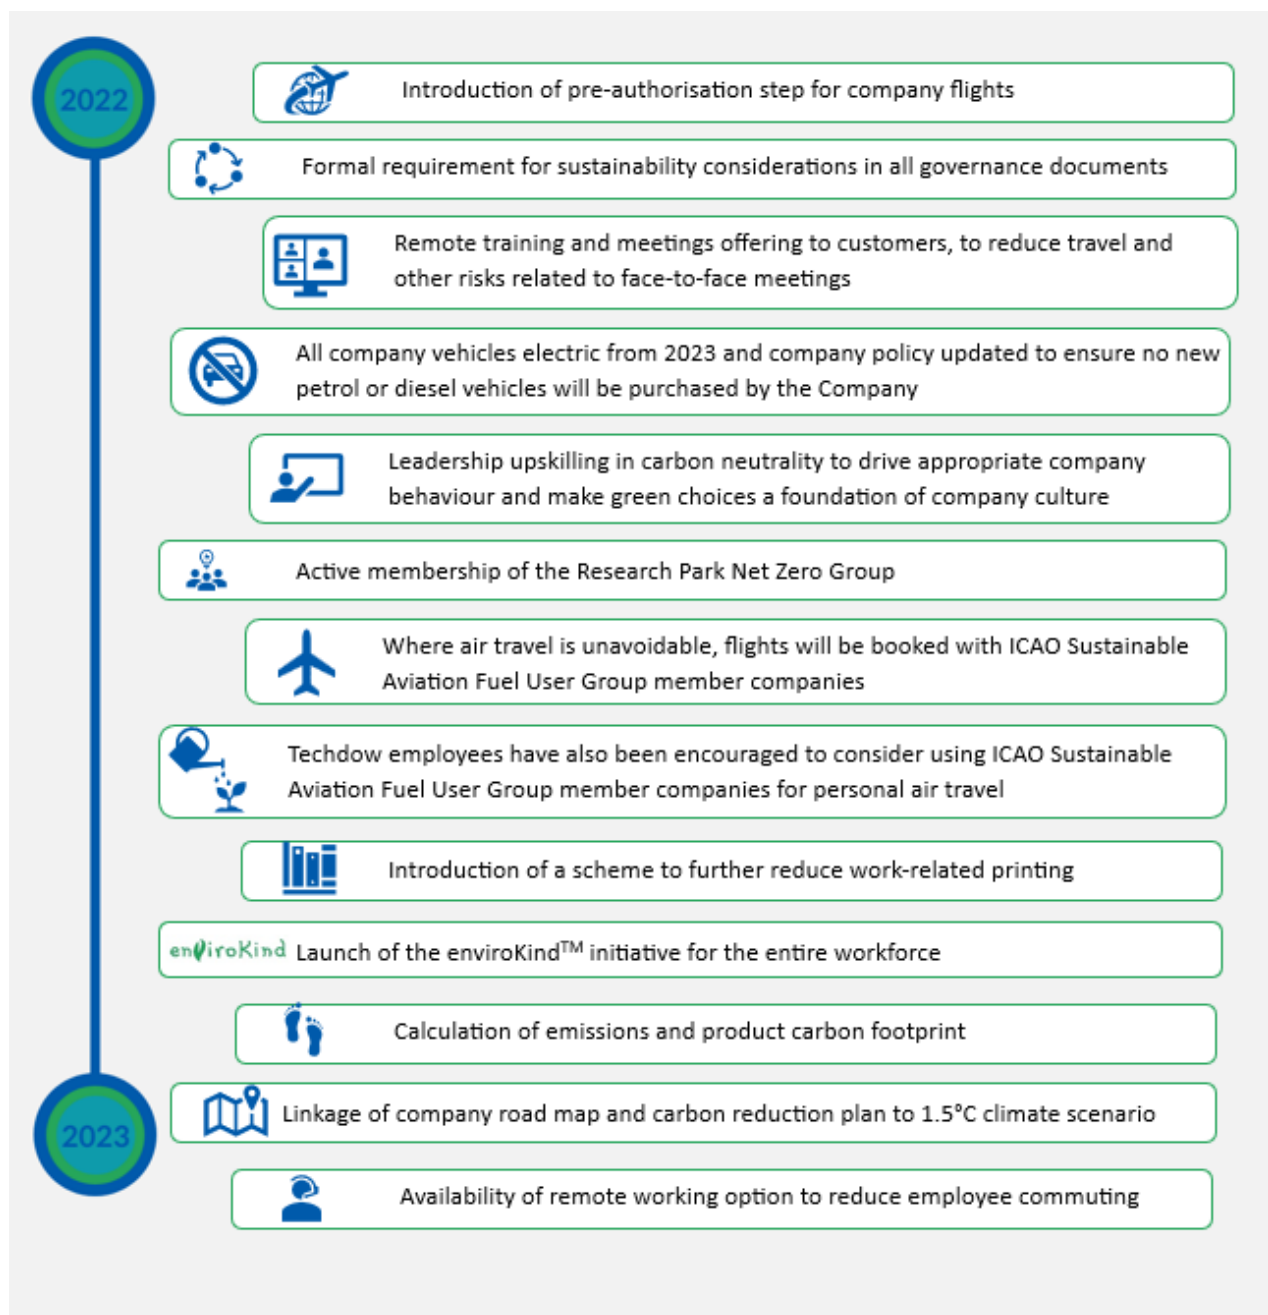 2022
Introduction of pre-authorisation step for company flights
Formal requirement for sustainability considerations in all governance documents
Remote training and meetings offering to customers, to reduce travel and
other risks related to face-to-face meetings
All company vehicles electric from 2023 and company policy updated to ensure no new
petrol or diesel vehicles will be purchased by the Company
Leadership upskilling in carbon neutrality to drive appropriate company
behaviour and make green choices a foundation of company culture
Active membership of the Research Park Net Zero Group
Where air travel is unavoidable, flights will be booked with ICAO Sustainable
Aviation Fuel User Group member companies
Techdow employees have also been encouraged to consider using ICAO Sustainable
Aviation Fuel User Group member companies for personal air travel
Introduction of a scheme to further reduce work-related printing
enviroKind Launch of the enviroKind™ initiative for the entire workforce
Calculation of emissions and product carbon footprint
Linkage of company road map and carbon reduction plan to 1.5°C climate scenario
2023
Availability of remote working option to reduce employee commuting